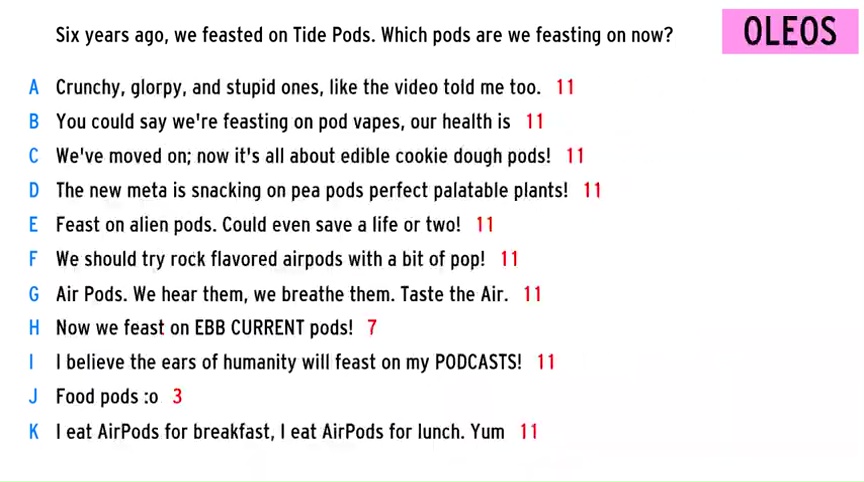 Six years ago, we feasted on Tide Pods. Which pods are we feasting on now?
OLEOS
A Crunchy, glorpy, and stupid ones, like the video told me too. 11
B You could say we're feasting on pod vapes, our health is 11
C We've moved on; now it's all about edible cookie dough pods! 11
D The new meta is snacking on pea pods perfect palatable plants! 11
E Feast on alien pods. Could even save a life or two! 11
F We should try rock flavored airpods with a bit of pop! 11
G Air Pods. We hear them, we breathe them. Taste the Air. 11
H Now we feast on EBB CURRENT pods! 7
I I believe the ears of humanity will feast on my PODCASTS! 11
J Food pods :o 3
K I eat AirPods for breakfast, I eat AirPods for lunch. Yum 11